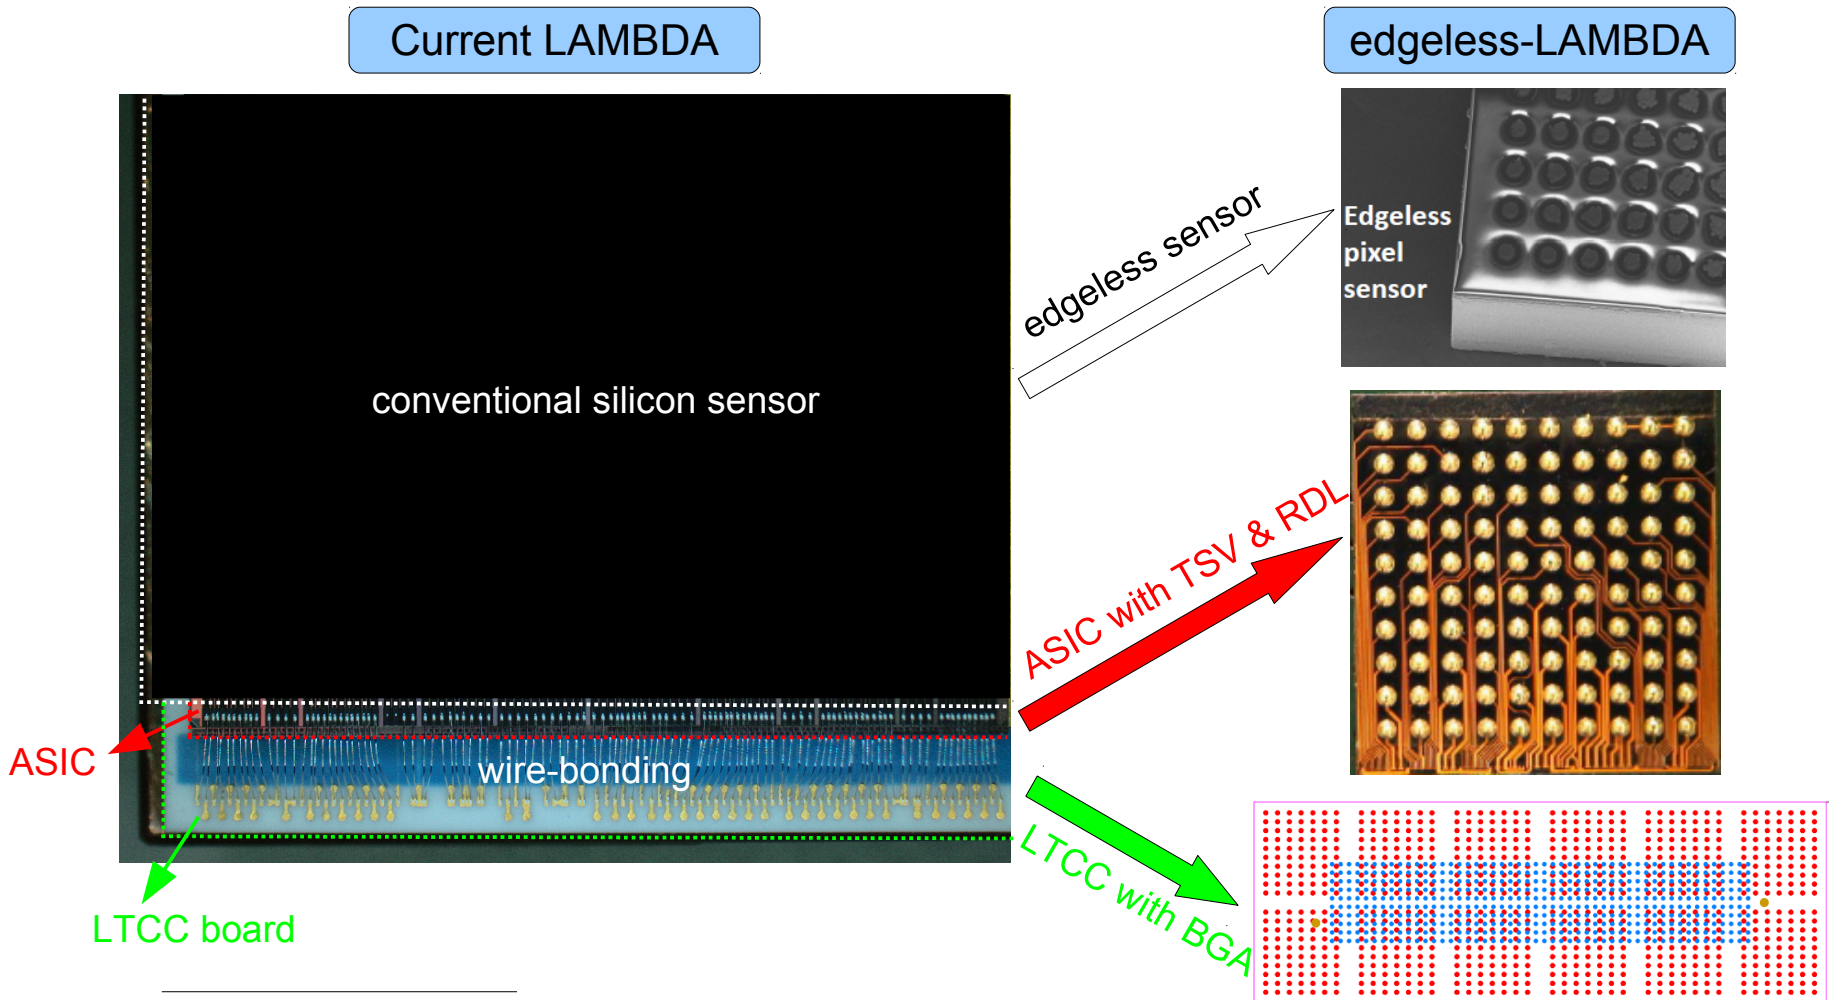 Current LAMBDA
edgeless-LAMBDA
conventional silicon sensor
edgeless sensor
Edgeless
pixel
sensor
ASIC with TSV & RDL
ASIC
wire-bonding
LTCC with BGA
LTCC board